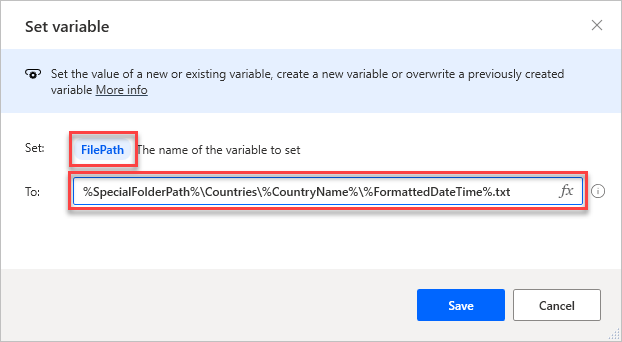 Set variable
Set the value of a new or existing variable, create a new variable or overwrite a previously created
variable More info
Set: FilePath The name of the variable to set
To: %SpecialFolderPath%\Countries\%CountryName%\%FormattedDateTime%.txt fx
Save Cancel